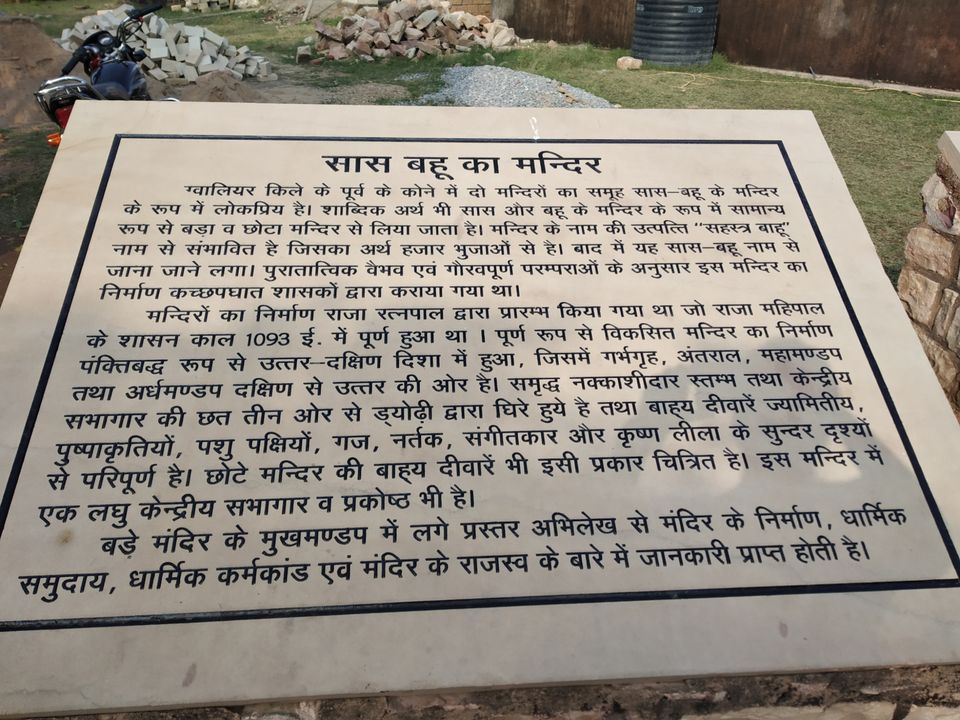 सास बहू का मन्दिर
ग्वालियर किले के पूर्व के कोने में दो मन्दिरों का समूह सास–बहू के मन्दिर
के रूप में लोकप्रिय है। शाब्दिक अर्थ भी सास और बहू के मन्दिर के रूप में सामान्य
रूप से बड़ा व छोटा मन्दिर से लिया जाता है। मन्दिर के नाम की उत्पत्ति "सहस्त्र बाहू"
नाम से संभावित है जिसका अर्थ हजार भुजाओं से है। बाद में यह सास–बहू नाम से
जाना जाने लगा। पुरातात्विक वैभव एवं गौरवपूर्ण परम्पराओं के अनुसार इस मन्दिर का
निर्माण कच्छपघात शासकों द्वारा कराया गया था।
मन्दिरों का निर्माण राजा रत्नपाल द्वारा प्रारम्भ किया गया था जो राजा महिपाल
के शासन काल 1093 ई. में पूर्ण हुआ था । पूर्ण रूप से विकसित मन्दिर का निर्माण
पंक्तिबद्ध रूप से उत्तर–दक्षिण दिशा में हुआ, जिसमें गर्भगृह, अंतराल, महामण्डप
तथा अर्धमण्डप दक्षिण से उत्तर की ओर है। समृद्ध नक्काशीदार स्तम्भ तथा केन्द्रीय
सभागार की छत तीन ओर से ड्योढ़ी द्वारा घिरे हुये है तथा बाह्य दीवारें ज्यामितीय,
पुष्पाकृतियों, पशु पक्षियों, गज, नर्तक, संगीतकार और कृष्ण लीला के सुन्दर दृश्यों
से परिपूर्ण है। छोटे मन्दिर की बाह्य दीवारें भी इसी प्रकार चित्रित है। इस मन्दिर में
एक लघु केन्द्रीय सभागार व प्रकोष्ठ भी है।
बड़े मंदिर के मुखमण्डप में लगे प्रस्तर अभिलेख से मंदिर के निर्माण, धार्मिक
समुदाय, धार्मिक कर्मकांड एवं मंदिर के राजस्व के बारे में जानकारी प्राप्त होती है।